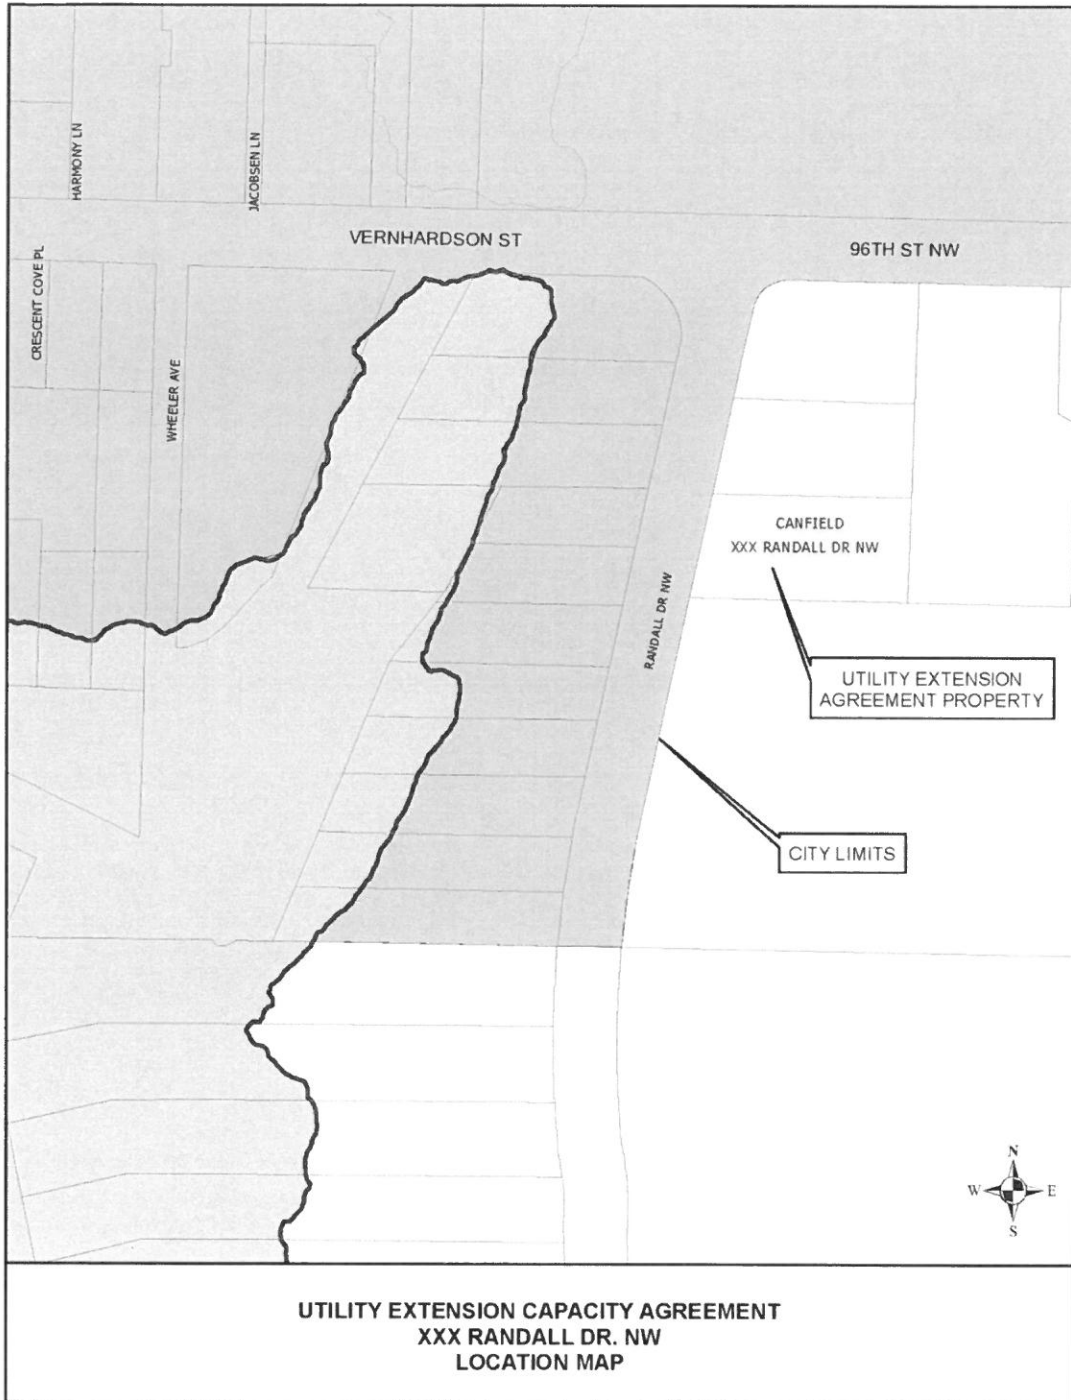 HARMONY LN
JACOBSEN LN
VERNHARDSON ST
96TH ST NW
CRESCENT COVE PL
WHEELER AVE
CANFIELD
XXX RANDALL DR NW
RANDALL DR NW
UTILITY EXTENSION
AGREEMENT PROPERTY
CITY LIMITS
N
W
E
S
UTILITY EXTENSION CAPACITY AGREEMENT
XXX RANDALL DR. NW
LOCATION MAP